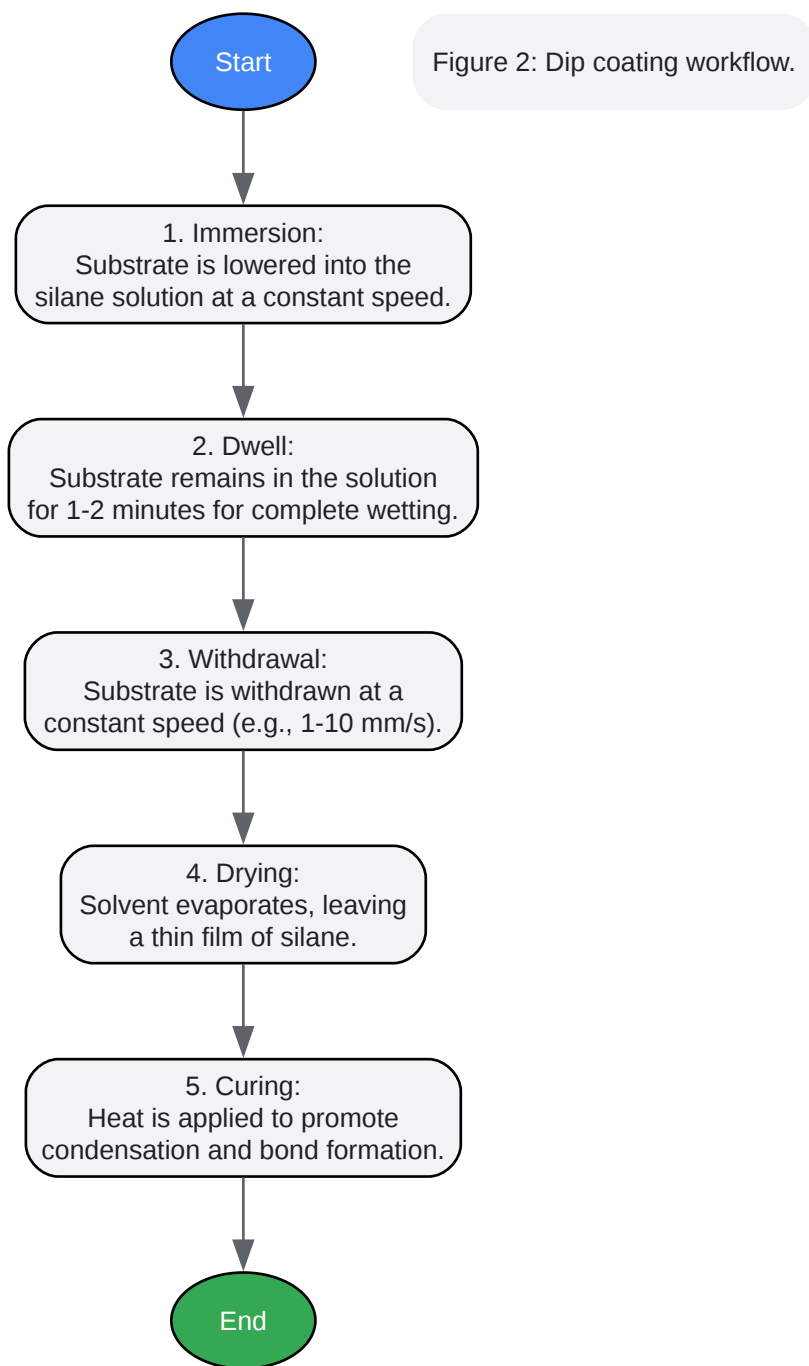 Start
Figure 2: Dip coating workflow.
1. Immersion:
Substrate is lowered into the
silane solution at a constant speed.
2. Dwell:
Substrate remains in the solution
for 1-2 minutes for complete wetting.
3. Withdrawal:
Substrate is withdrawn at a
constant speed (e.g., 1-10 mm/s).
4. Drying:
Solvent evaporates, leaving
a thin film of silane.
5. Curing:
Heat is applied to promote
condensation and bond formation.
End